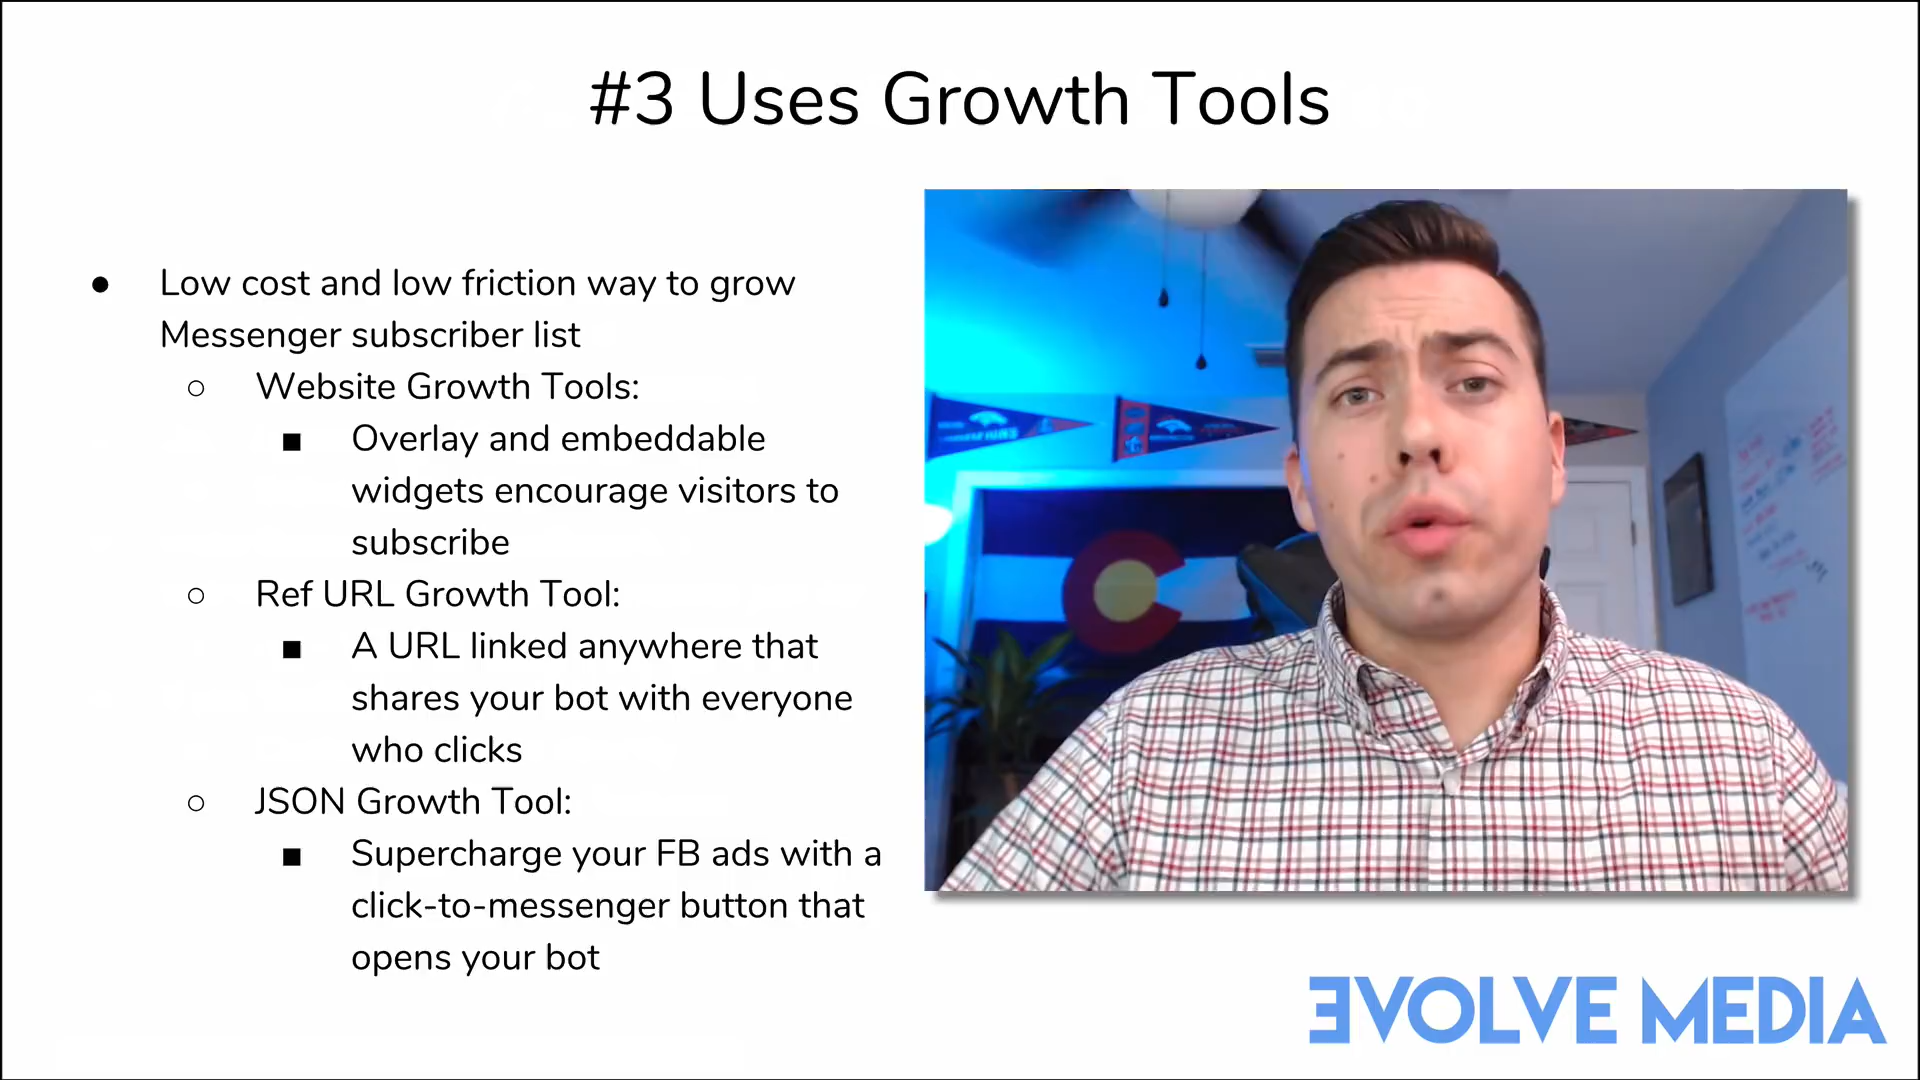 #3 Uses Growth Tools
● Low cost and low friction way to grow
Messenger subscriber list
○ Website Growth Tools:
■ Overlay and embeddable
widgets encourage visitors to
subscribe
○ Ref URL Growth Tool:
■ A URL linked anywhere that
shares your bot with everyone
who clicks
○ JSON Growth Tool:
■ Supercharge your FB ads with a
click-to-messenger button that
opens your bot
EVOLVE MEDIA